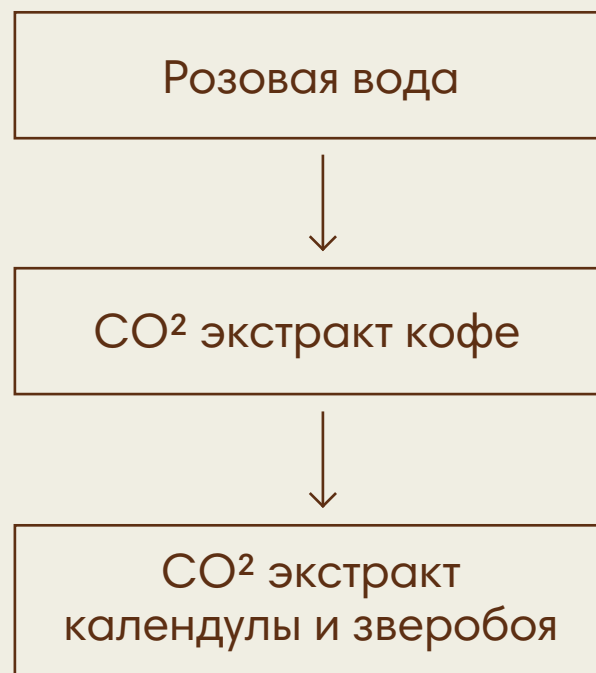 Розовая вода
CO² экстракт кофе
CO² экстракт
календулы и зверобоя